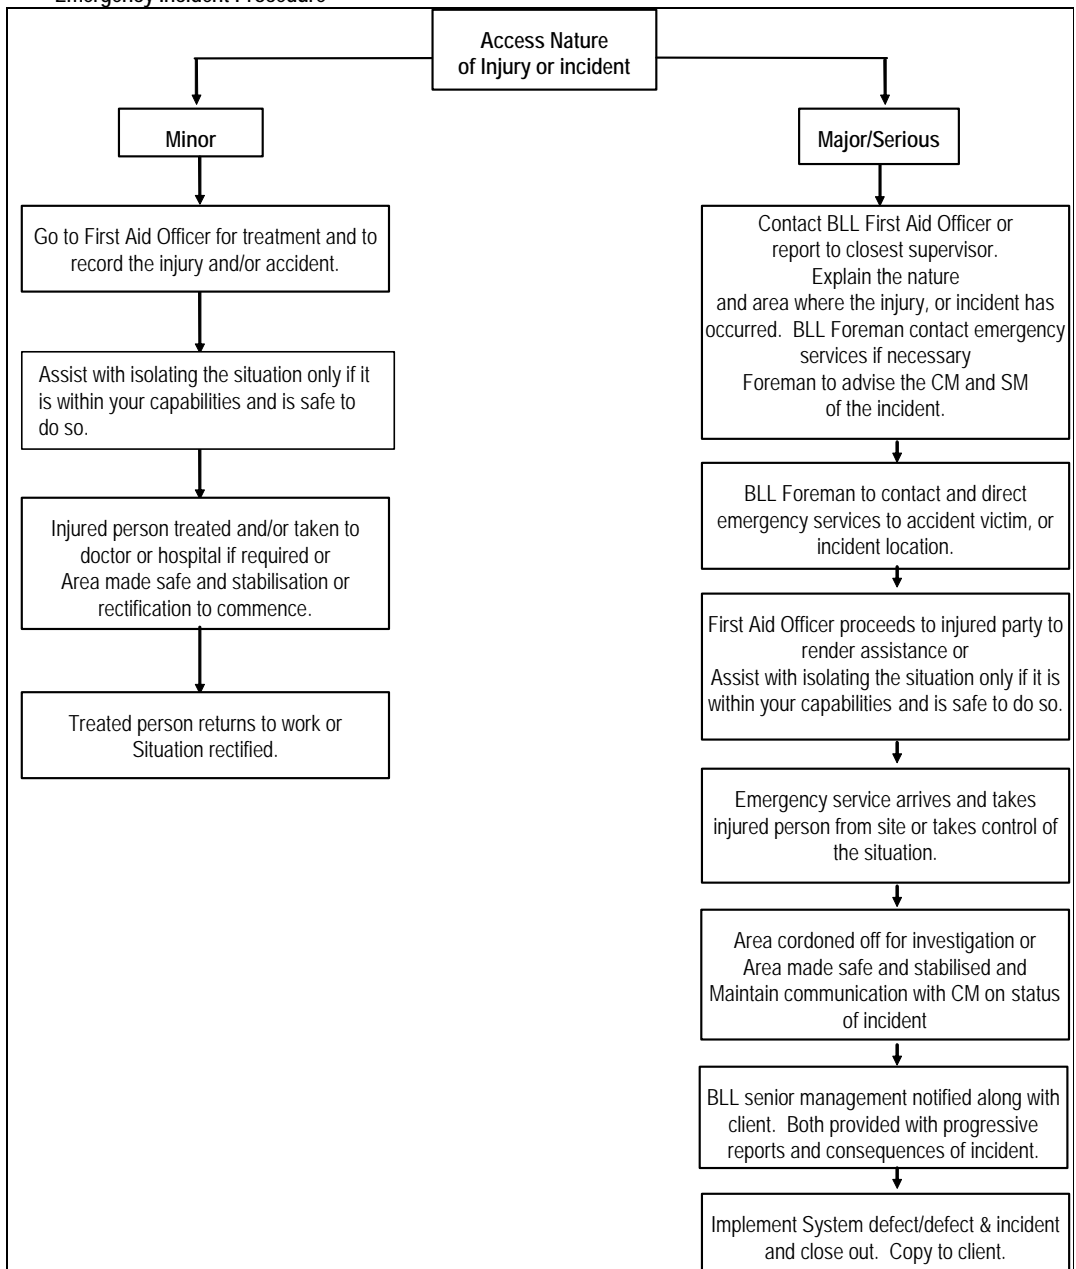 Emergency Incident Procedure
Access Nature
of Injury or incident
Minor
Go to First Aid Officer for treatment and to
record the injury and/or accident.
Assist with isolating the situation only if it
is within your capabilities and is safe to
do so.
Injured person treated and/or taken to
doctor or hospital if required or
Area made safe and stabilisation or
rectification to commence.
Treated person returns to work or
Situation rectified.
Major/Serious
Contact BLL First Aid Officer or
report to closest supervisor.
Explain the nature
and area where the injury, or incident has
occurred.  BLL Foreman contact emergency
services if necessary
Foreman to advise the CM and SM
of the incident.
BLL Foreman to contact and direct
emergency services to accident victim, or
incident location.
First Aid Officer proceeds to injured party to
render assistance or
Assist with isolating the situation only if it is
within your capabilities and is safe to do so.
Emergency service arrives and takes
injured person from site or takes control of
the situation.
Area cordoned off for investigation or
Area made safe and stabilised and
Maintain communication with CM on status
of incident
BLL senior management notified along with
client.  Both provided with progressive
reports and consequences of incident.
Implement System defect/defect & incident
and close out.  Copy to client.